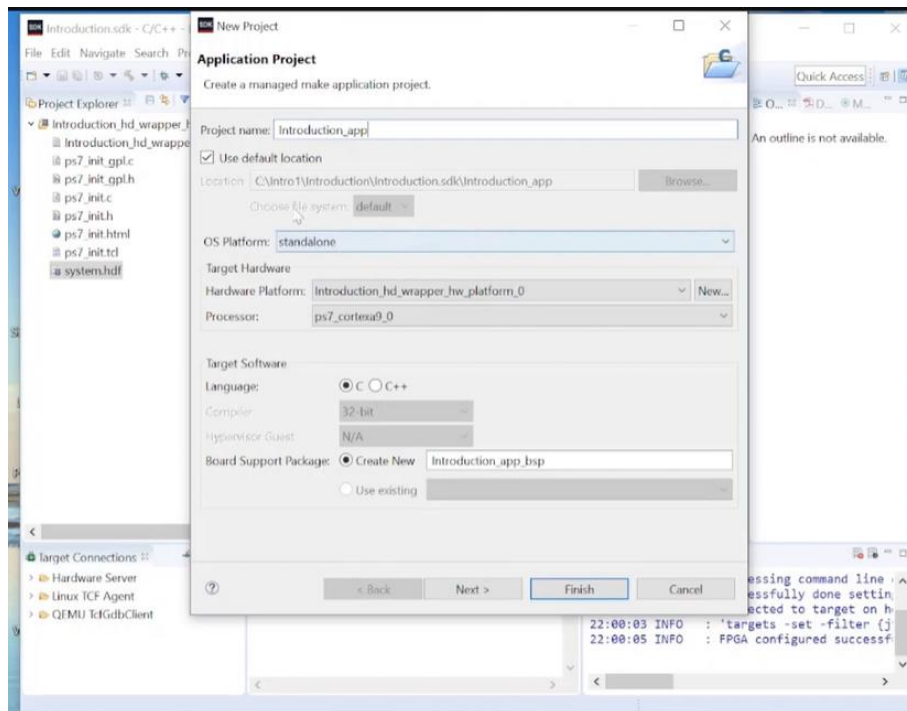 Introduction.sdk - C/C++ -
File Edit Navigate Search Pr
Quick Access
Project Explorer
Introduction_hd_wrapper_h
Introduction_hd_wrappe
ps7_init_gpl.c
ps7_init_gpl.h
ps7_init.c
ps7_init.h
ps7_init.html
ps7_init.tcl
system.hdf
O...
D...
M...
An outline is not available.
SDK New Project
Application Project
Create a managed make application project.
Project name: Introduction_app
Use default location
Location: C:\Intro1\Introduction\Introduction.sdk\Introduction_app Browse...
Choose file system: default
OS Platform: standalone
Target Hardware
Hardware Platform: Introduction_hd_wrapper_hw_platform_0 New...
Processor: ps7_cortexa9_0
Target Software
Language: C C++
Compiler: 32-bit
Hypervisor Guest: N/A
Board Support Package: Create New Introduction_app_bsp
Use existing
< Back Next > Finish Cancel
Target Connections
Hardware Server
Linux TCF Agent
QEMU TcfGdbClient
essing command line
essfully done settin
ected to target on h
22:00:03 INFO : 'targets -set -filter {j
22:00:05 INFO : FPGA configured successf